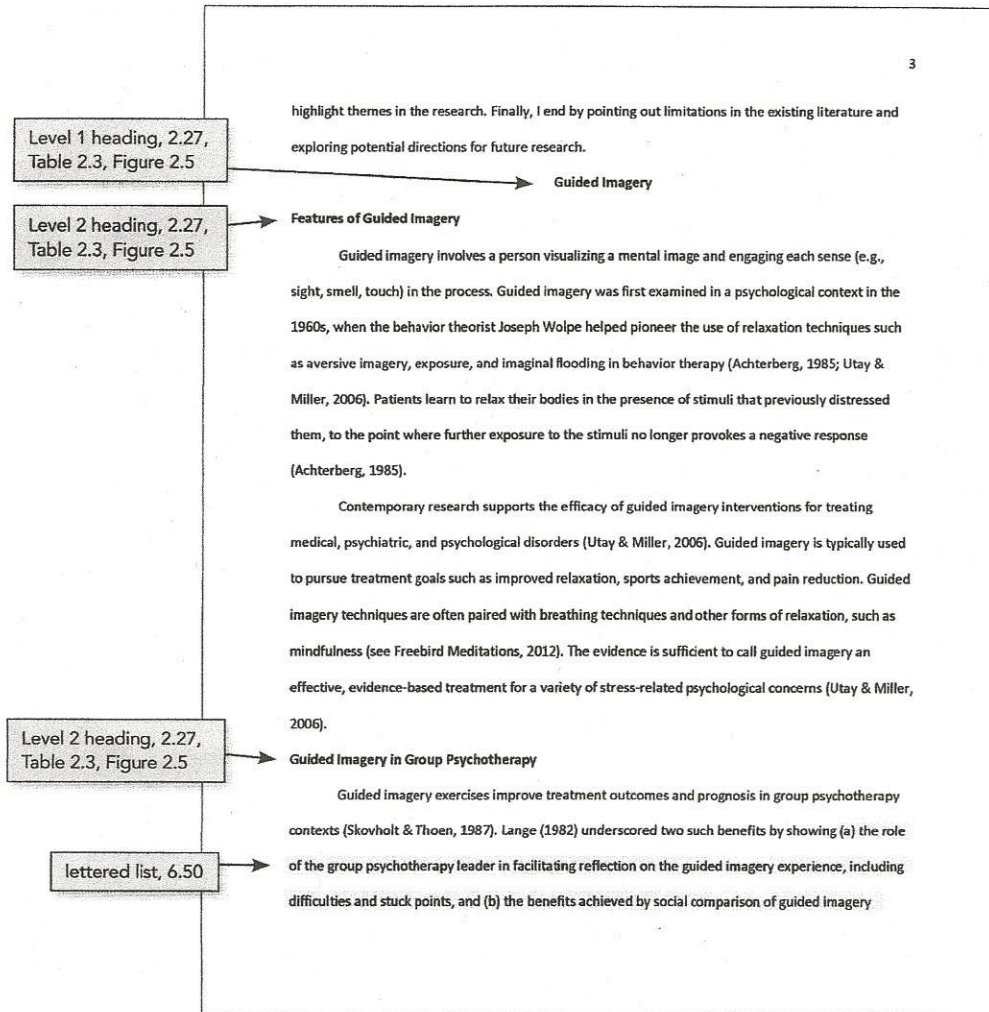 3
highlight themes in the research. Finally, I end by pointing out limitations in the existing literature and
exploring potential directions for future research.
Level 1 heading, 2.27,
Table 2.3, Figure 2.5
Guided Imagery
Level 2 heading, 2.27,
Table 2.3, Figure 2.5
Features of Guided Imagery
Guided imagery involves a person visualizing a mental image and engaging each sense (e.g.,
sight, smell, touch) in the process. Guided imagery was first examined in a psychological context in the
1960s, when the behavior theorist Joseph Wolpe helped pioneer the use of relaxation techniques such
as aversive imagery, exposure, and imaginal flooding in behavior therapy (Achterberg, 1985; Utay &
Miller, 2006). Patients learn to relax their bodies in the presence of stimuli that previously distressed
them, to the point where further exposure to the stimuli no longer provokes a negative response
(Achterberg, 1985).
Contemporary research supports the efficacy of guided imagery interventions for treating
medical, psychiatric, and psychological disorders (Utay & Miller, 2006). Guided imagery is typically used
to pursue treatment goals such as improved relaxation, sports achievement, and pain reduction. Guided
imagery techniques are often paired with breathing techniques and other forms of relaxation, such as
mindfulness (see Freebird Meditations, 2012). The evidence is sufficient to call guided imagery an
effective, evidence-based treatment for a variety of stress-related psychological concerns (Utay & Miller,
2006).
Level 2 heading, 2.27,
Table 2.3, Figure 2.5
Guided Imagery in Group Psychotherapy
Guided imagery exercises improve treatment outcomes and prognosis in group psychotherapy
contexts (Skovholt & Thoen, 1987). Lange (1982) underscored two such benefits by showing (a) the role
lettered list, 6.50
of the group psychotherapy leader in facilitating reflection on the guided imagery experience, including
difficulties and stuck points, and (b) the benefits achieved by social comparison of guided imagery